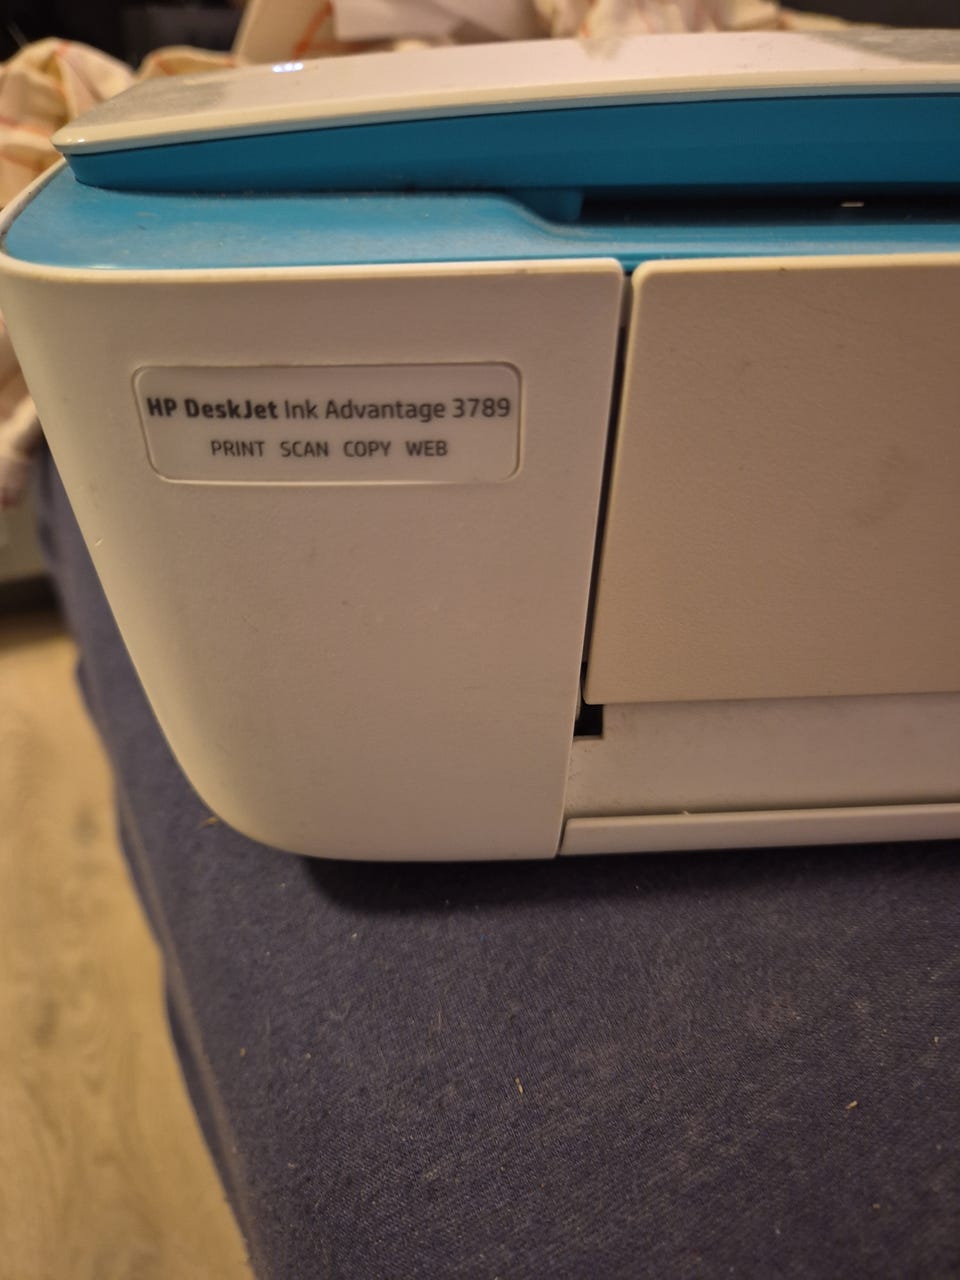 HP DeskJet Ink Advantage 3789
PRINT SCAN COPY WEB